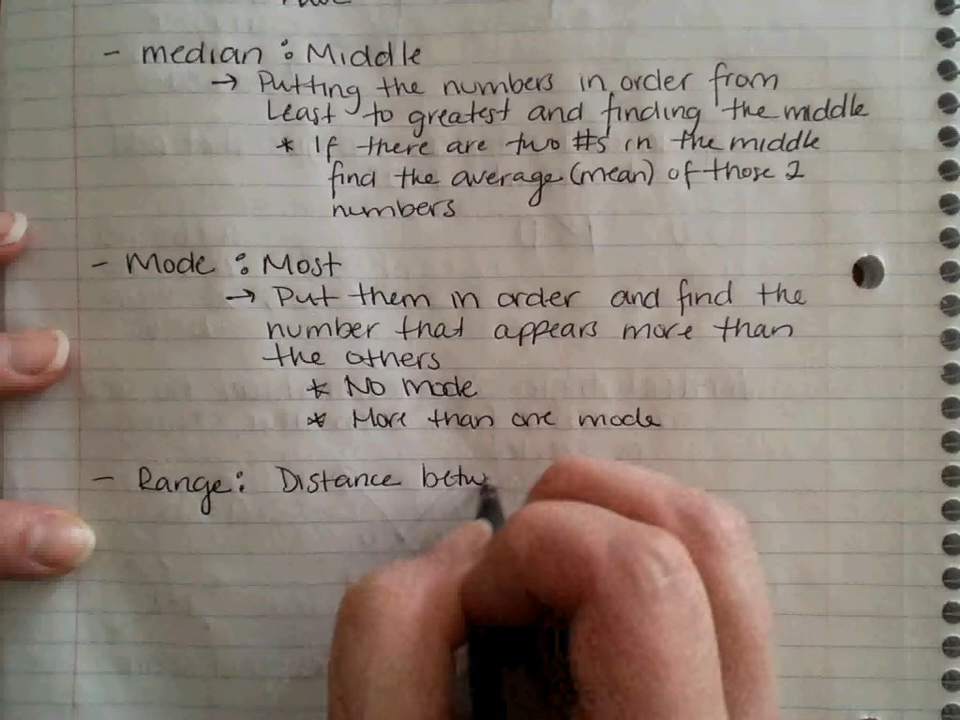 - median : Middle
→ Putting the numbers in order from
Least to greatest and finding the middle
* If there are two #s in the middle
find the average (mean) of those 2
numbers
- Mode : Most
→ Put them in order and find the
number that appears more than
the others
* No mode
* More than one mode
- Range: Distance betw